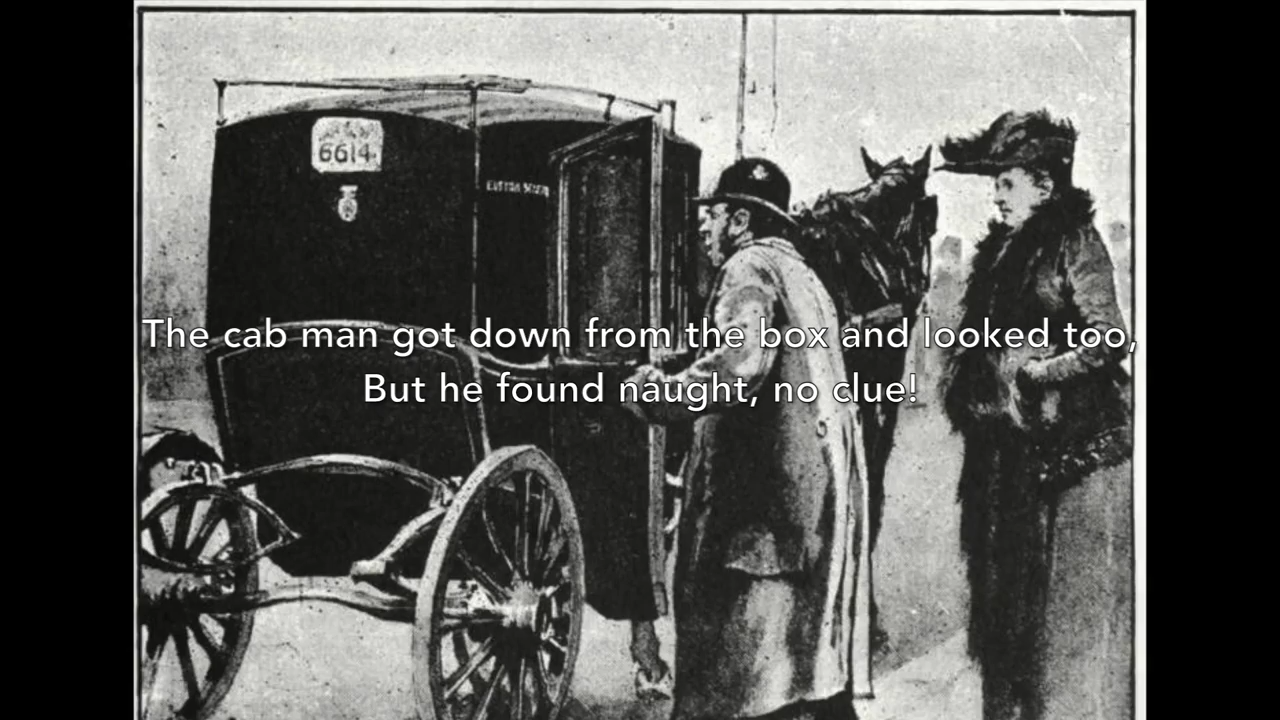 6614
The cab man got down from the box and looked too,
But he found naught, no clue!